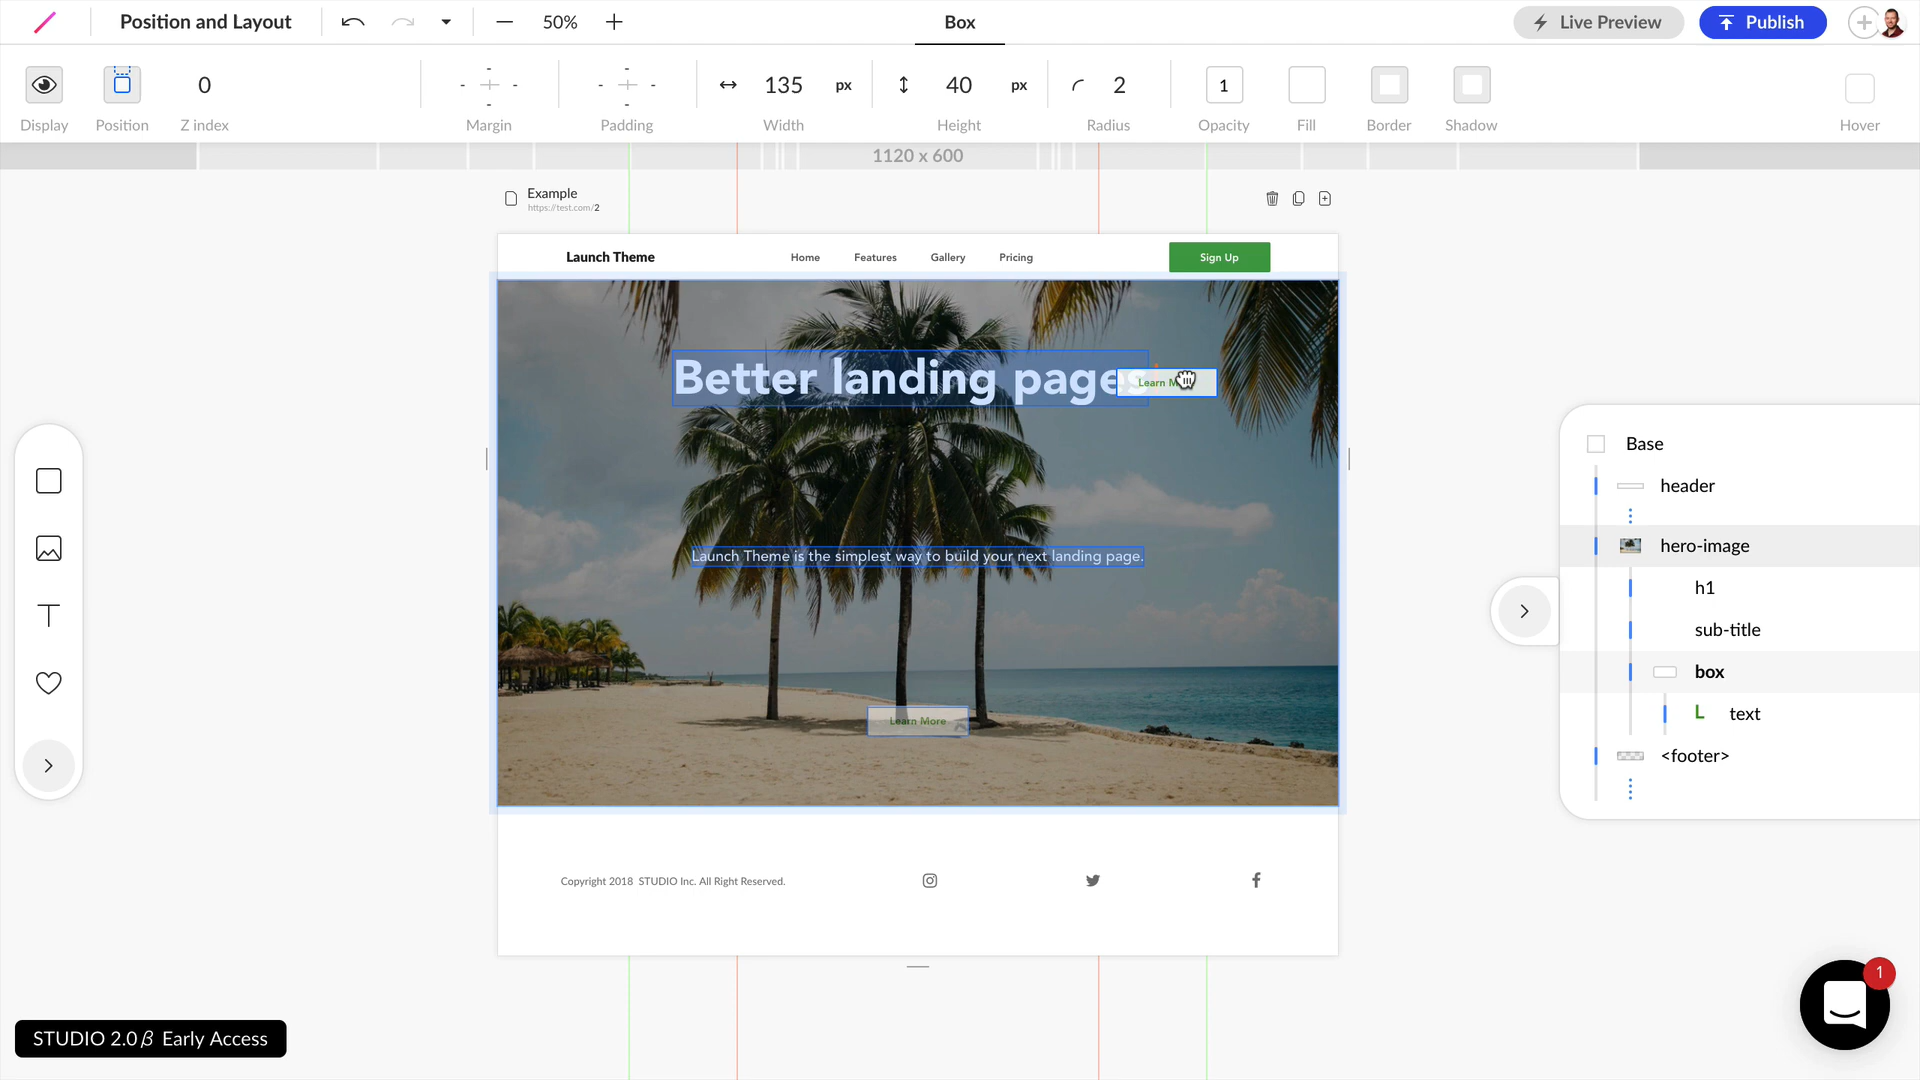 Position and Layout
50%
Box
Live Preview
Publish
0
135 px
40 px
2
1
Display
Position
Z index
Margin
Padding
Width
Height
Radius
Opacity
Fill
Border
Shadow
Hover
1120 x 600
Example
https://test.com/2
Launch Theme
Home
Features
Gallery
Pricing
Sign Up
Better landing pages
Learn M
Launch Theme is the simplest way to build your next landing page.
Learn More
Copyright 2018 STUDIO Inc. All Right Reserved.
Base
header
hero-image
h1
sub-title
box
L text
<footer>
1
STUDIO 2.0 β Early Access